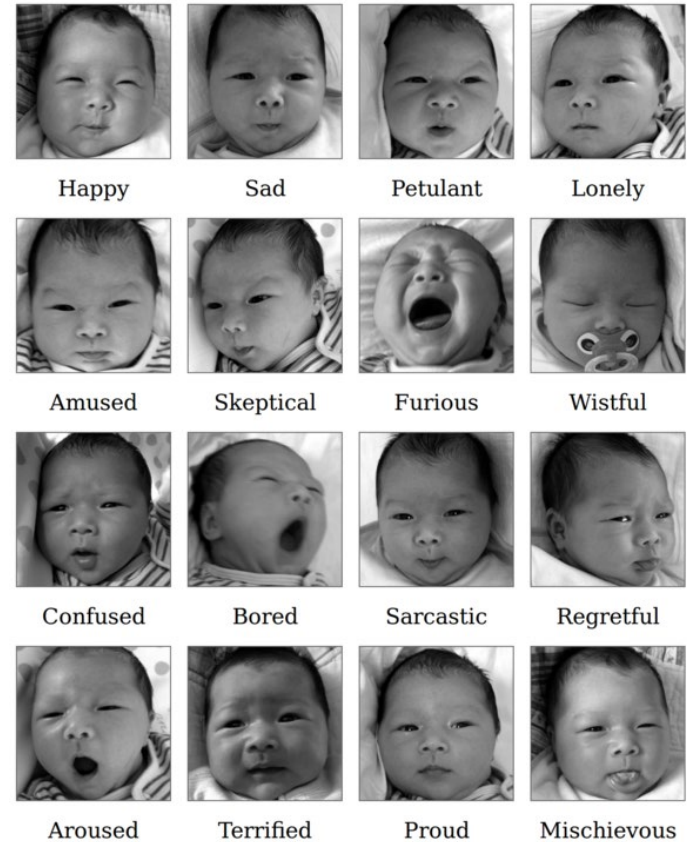 Happy Sad Petulant Lonely
Amused Skeptical Furious Wistful
Confused Bored Sarcastic Regretful
Aroused Terrified Proud Mischievous